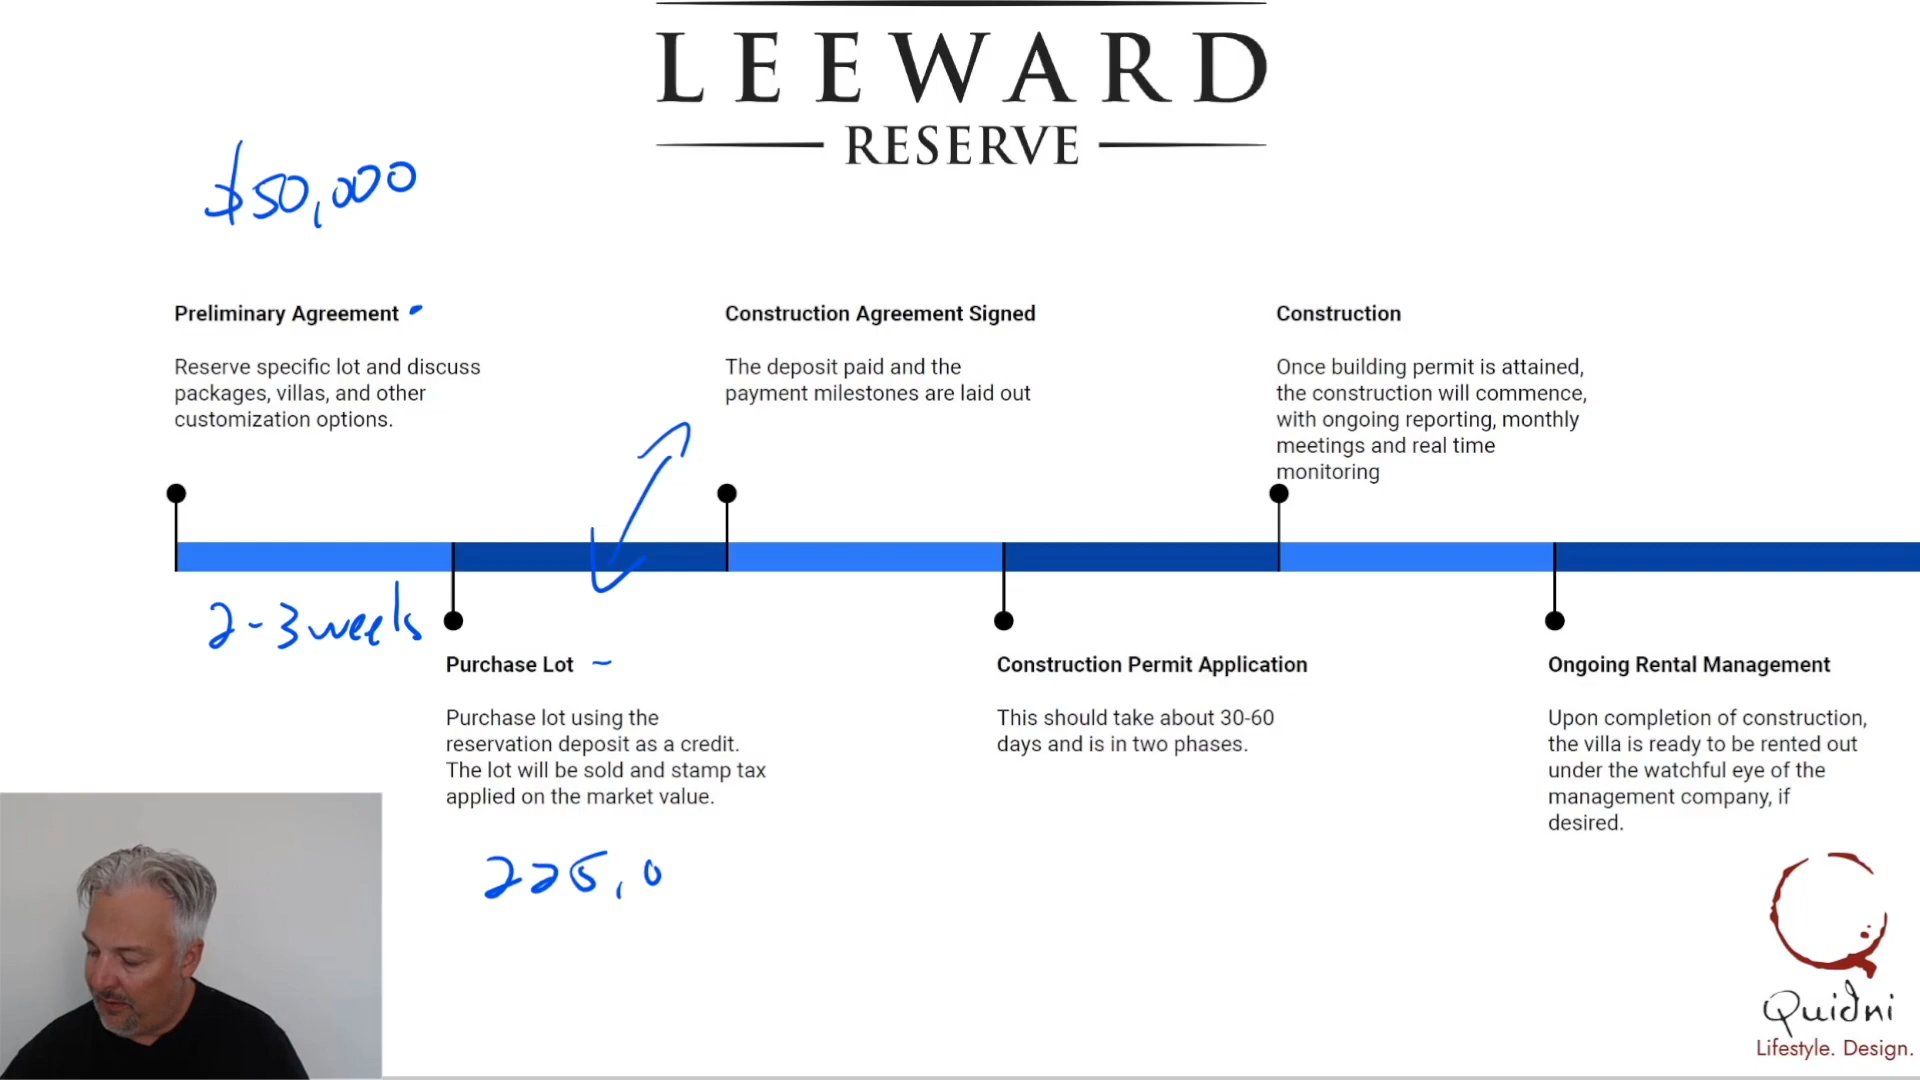 LEEWARD
RESERVE
$50,000
Preliminary Agreement
Reserve specific lot and discuss
packages, villas, and other
customization options.
Construction Agreement Signed
The deposit paid and the
payment milestones are laid out
Construction
Once building permit is attained,
the construction will commence,
with ongoing reporting, monthly
meetings and real time
monitoring
2-3 weeks
Purchase Lot
Purchase lot using the
reservation deposit as a credit.
The lot will be sold and stamp tax
applied on the market value.
225,0
Construction Permit Application
This should take about 30-60
days and is in two phases.
Ongoing Rental Management
Upon completion of construction,
the villa is ready to be rented out
under the watchful eye of the
management company, if
desired.
Quidni
Lifestyle. Design.